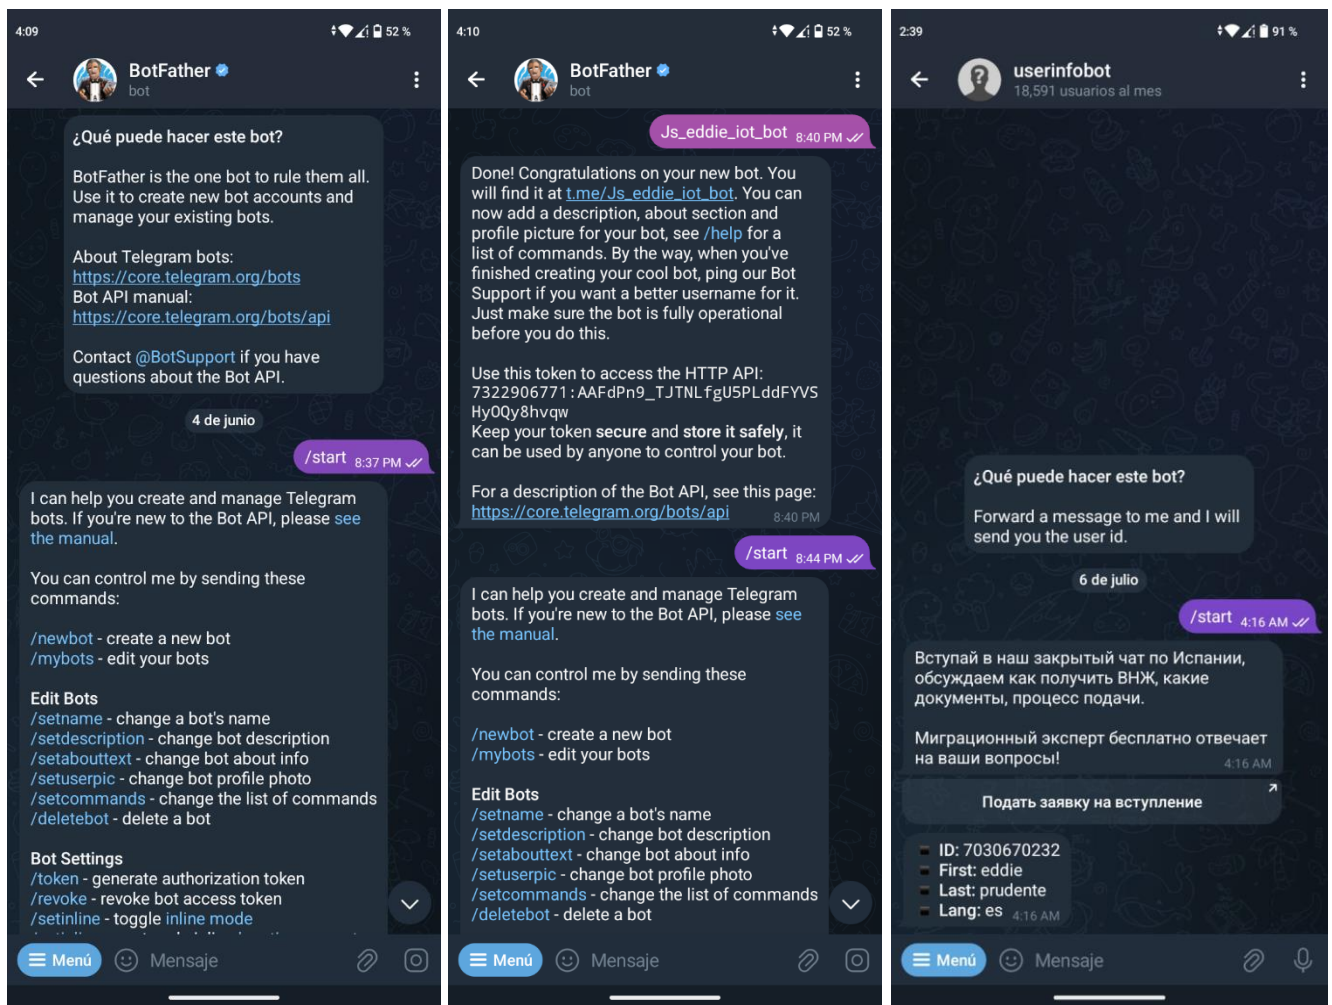 4:09
52 %
BotFather
bot
¿Qué puede hacer este bot?
BotFather is the one bot to rule them all.
Use it to create new bot accounts and
manage your existing bots.
About Telegram bots:
https://core.telegram.org/bots
Bot API manual:
https://core.telegram.org/bots/api
Contact @BotSupport if you have
questions about the Bot API.
4 de junio
/start 8:37 PM
I can help you create and manage Telegram
bots. If you're new to the Bot API, please see
the manual.
You can control me by sending these
commands:
/newbot - create a new bot
/mybots - edit your bots
Edit Bots
/setname - change a bot's name
/setdescription - change bot description
/setabouttext - change bot about info
/setuserpic - change bot profile photo
/setcommands - change the list of commands
/deletebot - delete a bot
Bot Settings
/token - generate authorization token
/revoke - revoke bot access token
/setinline - toggle inline mode
Menú
Mensaje
4:10
52 %
BotFather
bot
Js_eddie_iot_bot 8:40 PM
Done! Congratulations on your new bot. You
will find it at t.me/Js_eddie_iot_bot. You can
now add a description, about section and
profile picture for your bot, see /help for a
list of commands. By the way, when you've
finished creating your cool bot, ping our Bot
Support if you want a better username for it.
Just make sure the bot is fully operational
before you do this.
Use this token to access the HTTP API:
7322906771:AAFdPn9_TJTNLfgU5PLddFYVS
HyOQy8hvqw
Keep your token secure and store it safely, it
can be used by anyone to control your bot.
For a description of the Bot API, see this page:
https://core.telegram.org/bots/api 8:40 PM
/start 8:44 PM
I can help you create and manage Telegram
bots. If you're new to the Bot API, please see
the manual.
You can control me by sending these
commands:
/newbot - create a new bot
/mybots - edit your bots
Edit Bots
/setname - change a bot's name
/setdescription - change bot description
/setabouttext - change bot about info
/setuserpic - change bot profile photo
/setcommands - change the list of commands
/deletebot - delete a bot
Menú
Mensaje
2:39
91 %
userinfobot
18,591 usuarios al mes
¿Qué puede hacer este bot?
Forward a message to me and I will
send you the user id.
6 de julio
/start 4:16 AM
Вступай в наш закрытый чат по Испании,
обсуждаем как получить ВНЖ, какие
документы, процесс подачи.
Миграционный эксперт бесплатно отвечает
на ваши вопросы! 4:16 AM
Подать заявку на вступление
ID: 7030670232
First: eddie
Last: prudente
Lang: es 4:16 AM
Menú
Mensaje